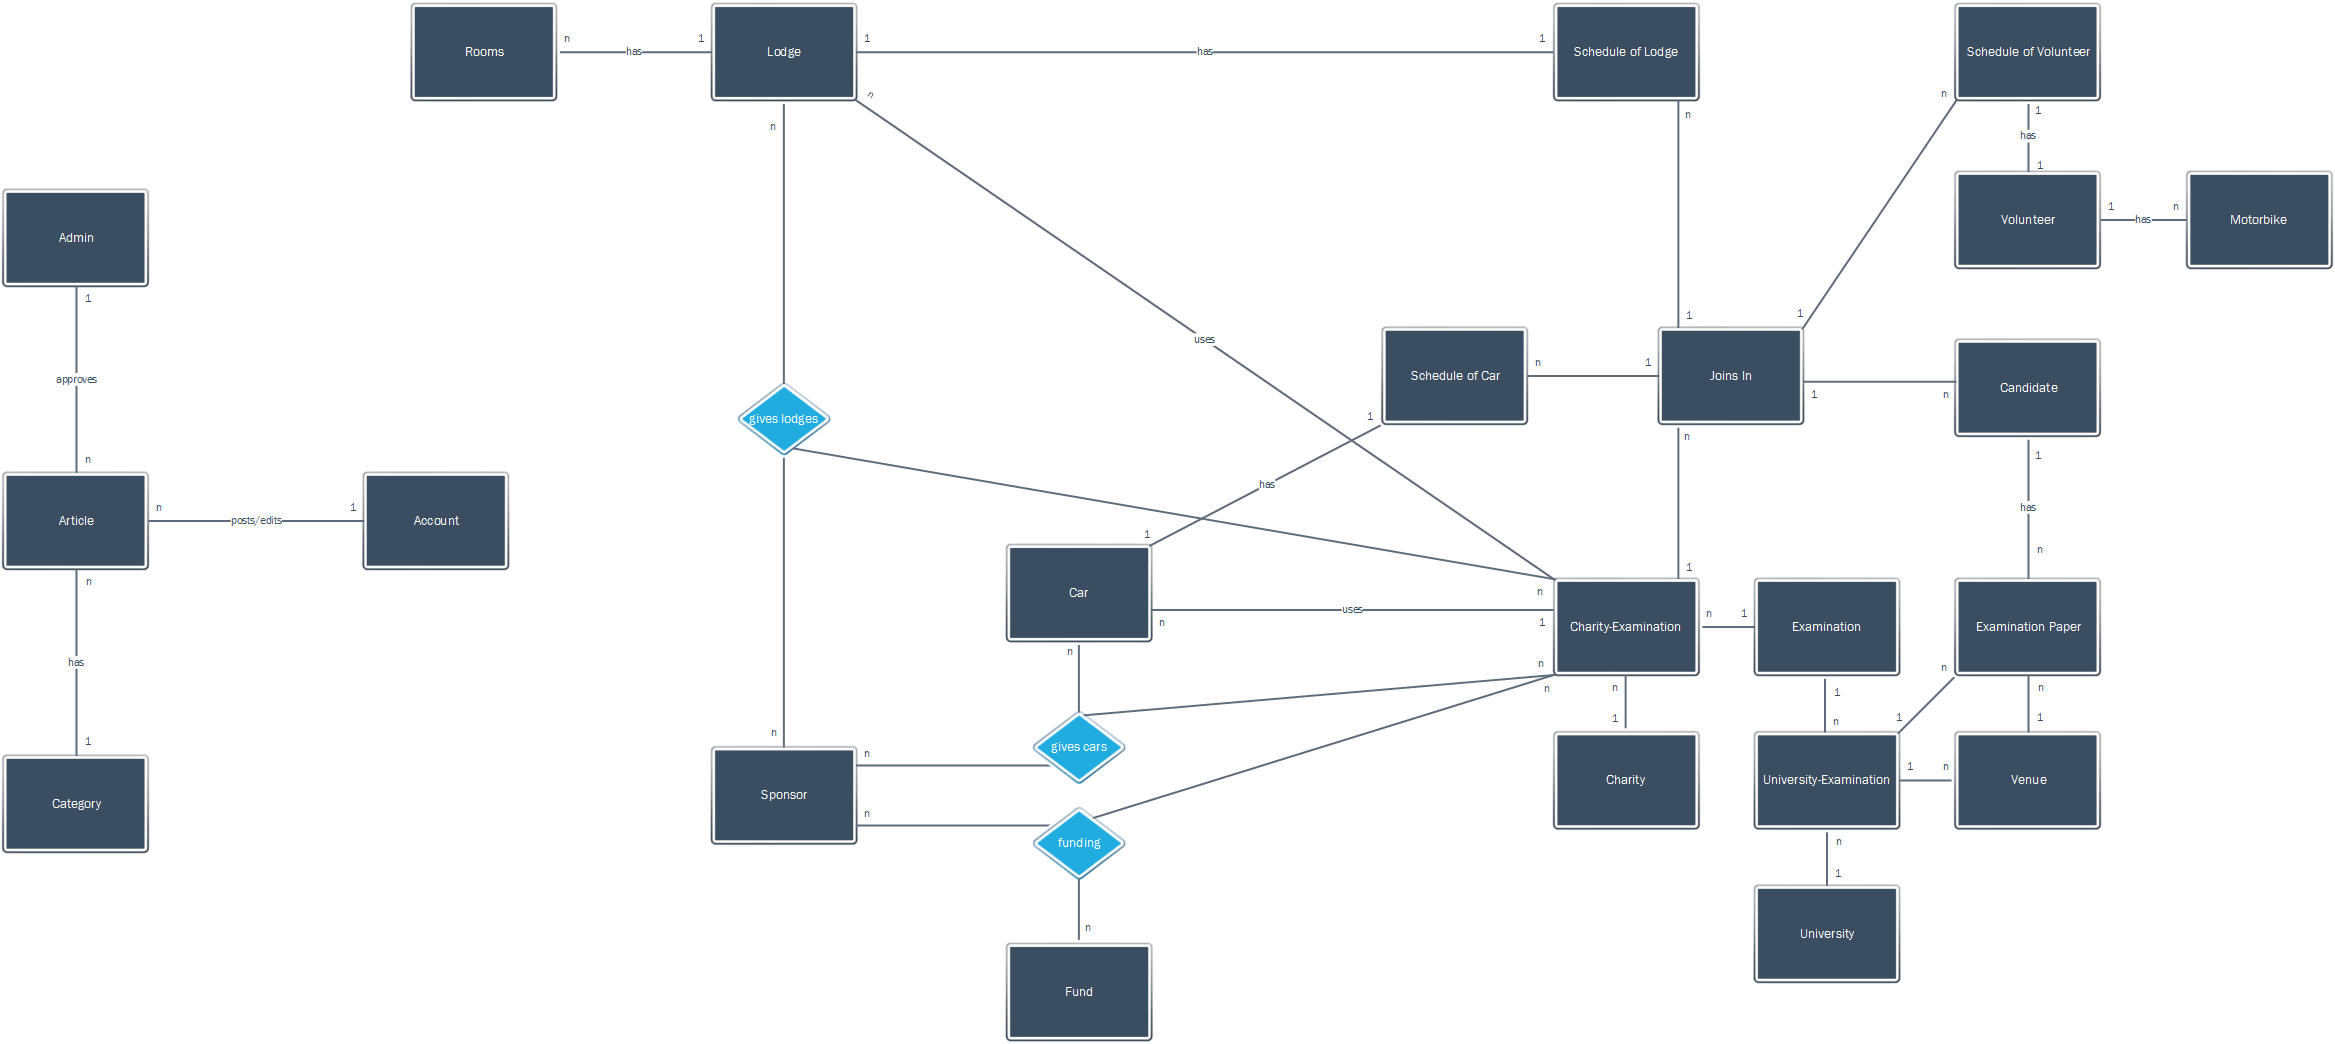 Rooms
n
has
1
Lodge
1
has
1
Schedule of Lodge
Schedule of Volunteer
n
n
n
n
1
has
1
Volunteer
1
has
n
Motorbike
Admin
1
approves
n
Article
n
posts/edits
1
Account
n
has
1
Category
gives lodges
uses
1
1
Schedule of Car
n
1
Joins In
1
n
Candidate
1
has
1
n
1
has
n
Car
n
uses
n
1
n
1
Charity-Examination
n
1
Examination
Examination Paper
n
n
n
1
1
n
1
n
n
1
n
Sponsor
n
n
gives cars
funding
n
Fund
Charity
University-Examination
1
n
Venue
n
1
University